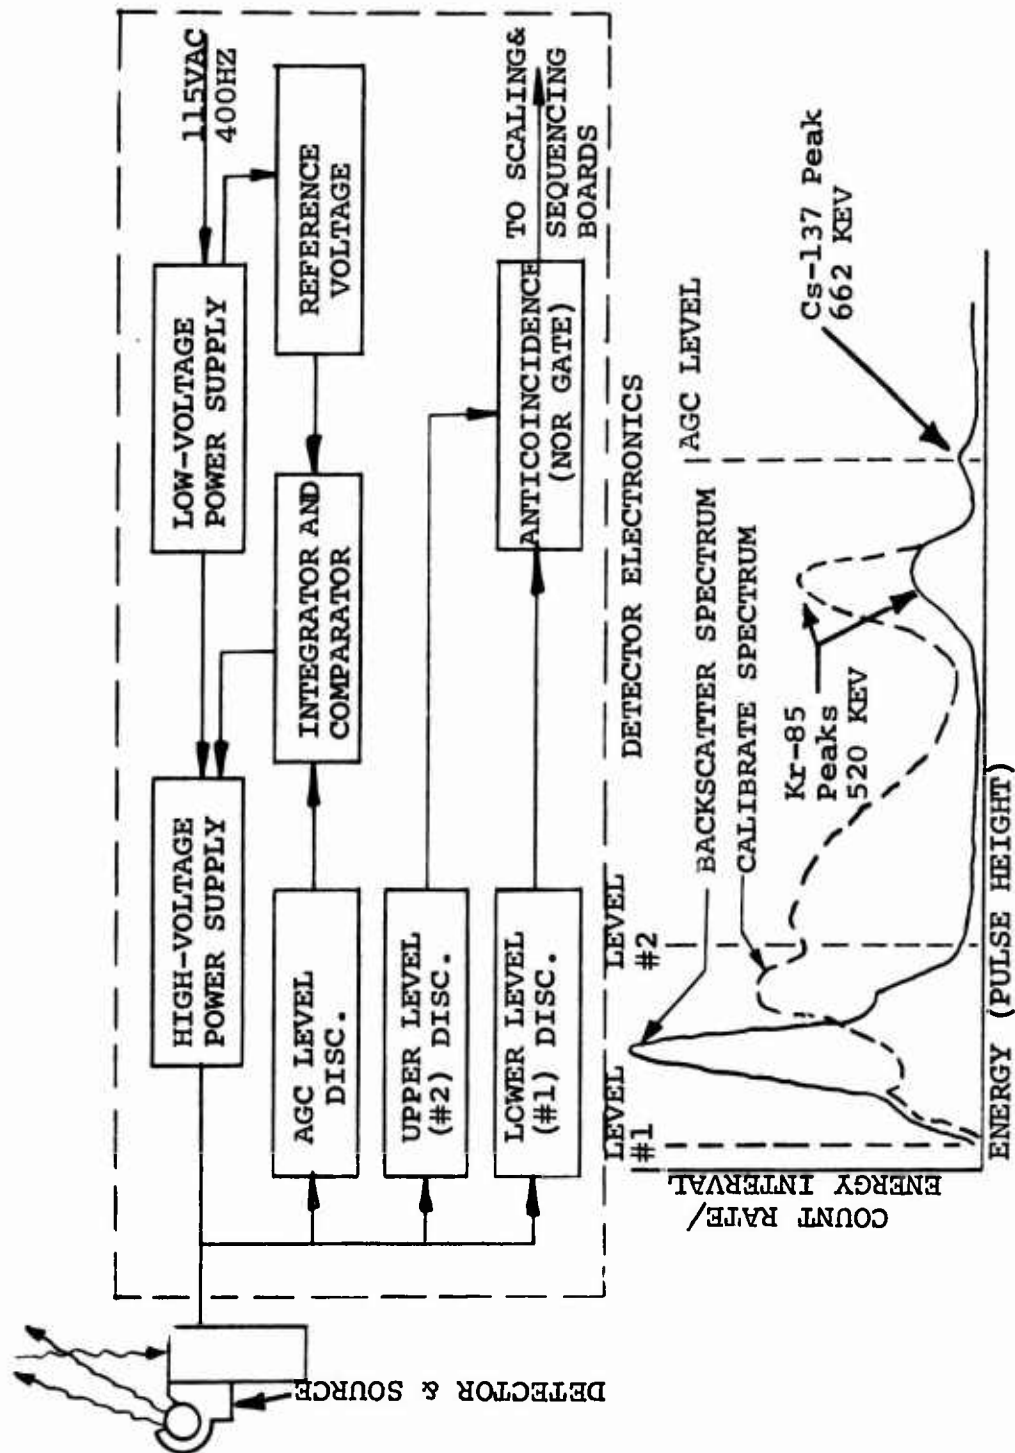 115VAC
400HZ
LOW-VOLTAGE
POWER SUPPLY
HIGH-VOLTAGE
POWER SUPPLY
REFERENCE
VOLTAGE
INTEGRATOR AND
COMPARATOR
AGC LEVEL
DISC.
UPPER LEVEL
(#2) DISC.
LOWER LEVEL
(#1) DISC.
ANTICOINCIDENCE
(NOR GATE)
TO SCALING&
SEQUENCING
BOARDS
DETECTOR & SOURCE
DETECTOR ELECTRONICS
LEVEL
#1
LEVEL
#2
BACKSCATTER SPECTRUM
CALIBRATE SPECTRUM
AGC LEVEL
Kr-85
Peaks
520 KEV
Cs-137 Peak
662 KEV
COUNT RATE/
ENERGY INTERVAL
ENERGY (PULSE HEIGHT)